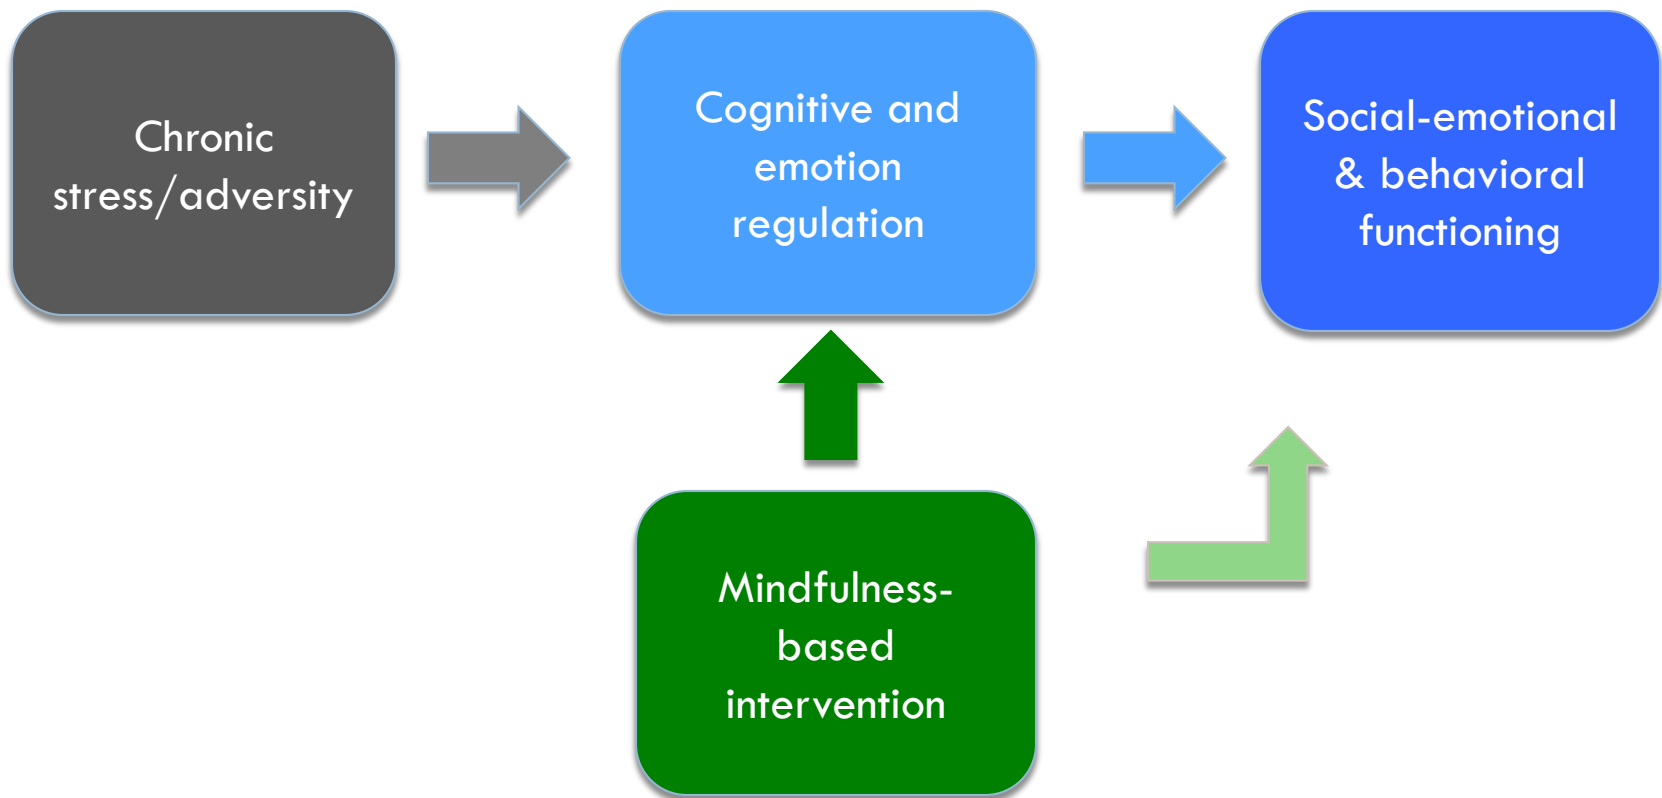 Chronic
stress/adversity
Cognitive and
emotion
regulation
Social-emotional
& behavioral
functioning
Mindfulness-
based
intervention